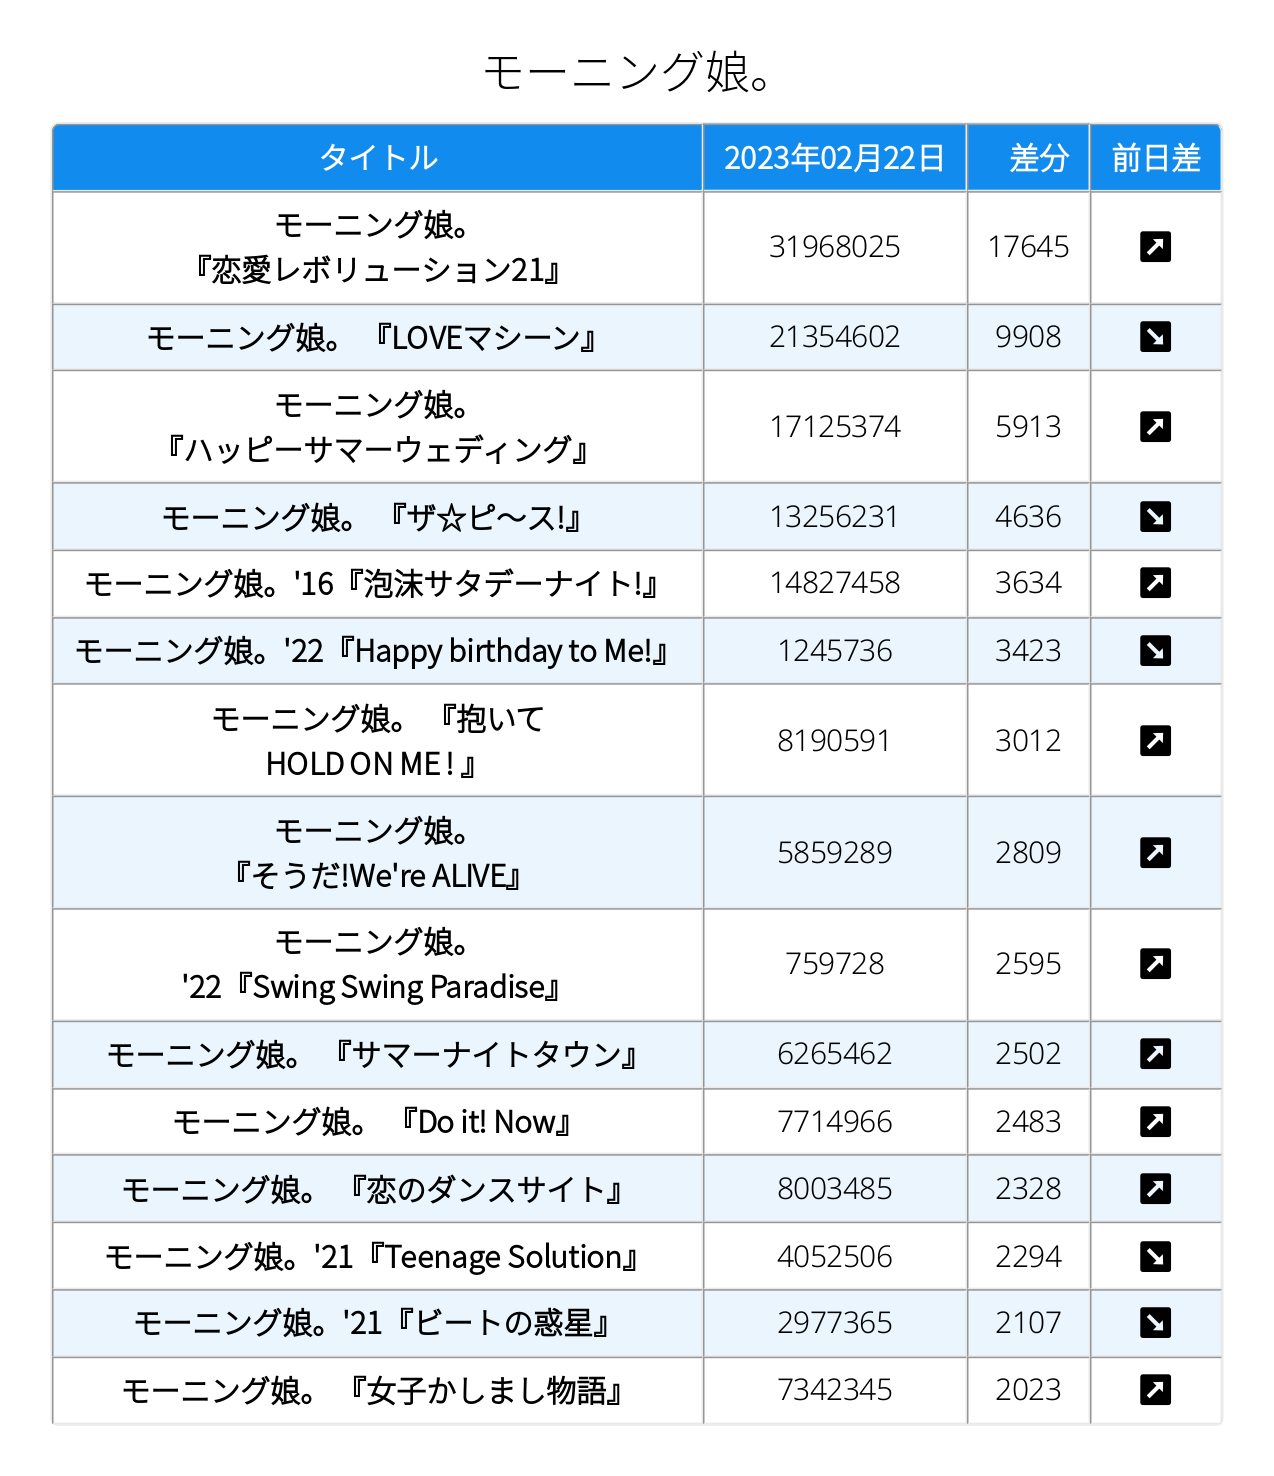 モーニング娘。
タイトル 2023年02月22日 差分 前日差
モーニング娘。
『恋愛レボリューション21』 31968025 17645
モーニング娘。 『LOVEマシーン』 21354602 9908
モーニング娘。
『ハッピーサマーウェディング』 17125374 5913
モーニング娘。 『ザ☆ピ〜ス!』 13256231 4636
モーニング娘。'16『泡沫サタデーナイト!』 14827458 3634
モーニング娘。'22『Happy birthday to Me!』 1245736 3423
モーニング娘。 『抱いて
HOLD ON ME ! 』 8190591 3012
モーニング娘。
『そうだ!We're ALIVE』 5859289 2809
モーニング娘。
'22『Swing Swing Paradise』 759728 2595
モーニング娘。 『サマーナイトタウン』 6265462 2502
モーニング娘。 『Do it! Now』 7714966 2483
モーニング娘。 『恋のダンスサイト』 8003485 2328
モーニング娘。'21『Teenage Solution』 4052506 2294
モーニング娘。'21『ビートの惑星』 2977365 2107
モーニング娘。 『女子かしまし物語』 7342345 2023